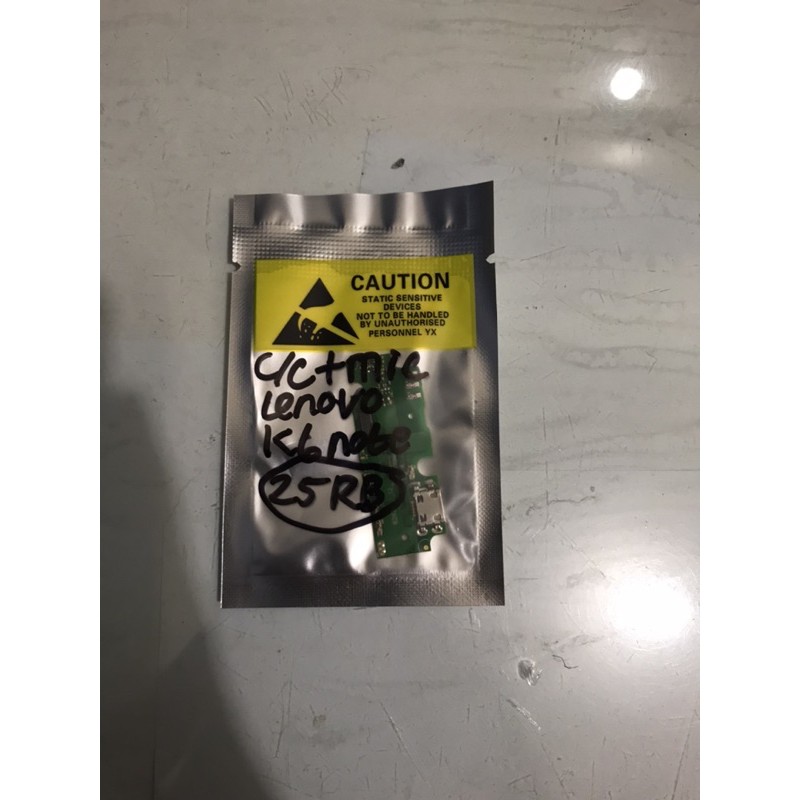 CAUTION
STATIC SENSITIVE
DEVICES
NOT TO BE HANDLED
BY UNAUTHORISED
PERSONNEL YX
c/c+mic
Lenovo
K6 note
25RB